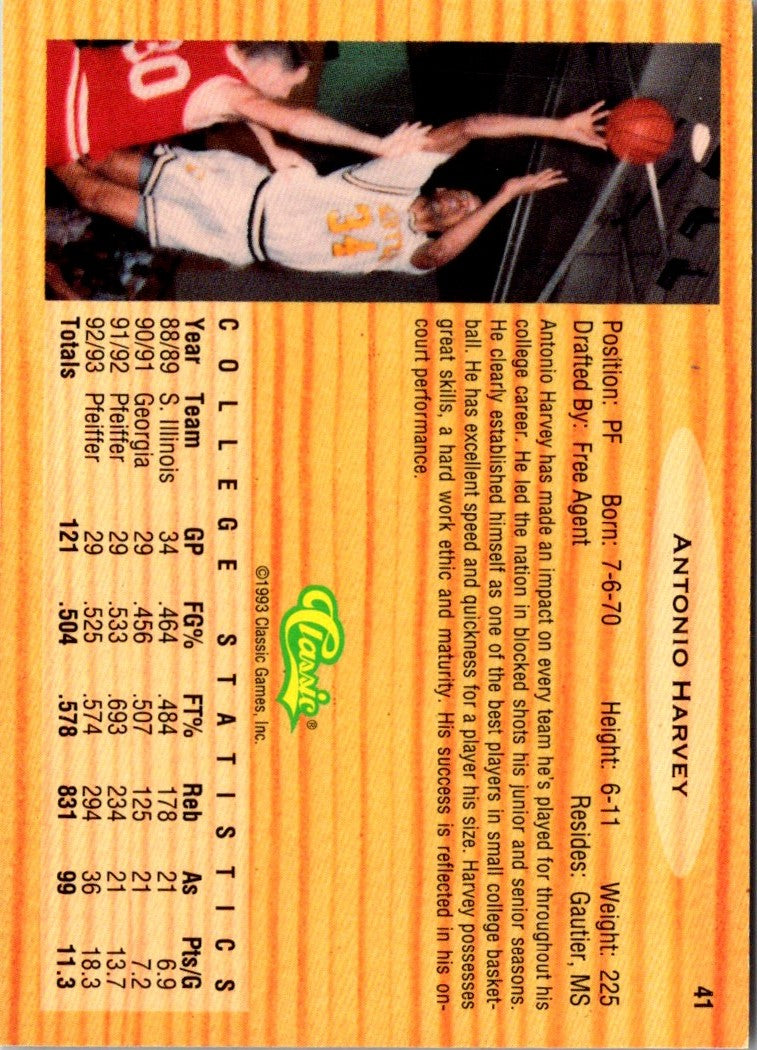 41
ANTONIO HARVEY
Position: PF Born: 7-6-70 Height: 6-11 Weight: 225
Drafted By: Free Agent Resides: Gautier, MS
Antonio Harvey has made an impact on every team he's played for throughout his
college career. He led the nation in blocked shots his junior and senior seasons.
He clearly established himself as one of the best players in small college basket-
ball. He has excellent speed and quickness for a player his size. Harvey possesses
great skills, a hard work ethic and maturity. His success is reflected in his on-
court performance.
30
34
Classic®
©1993 Classic Games, Inc.
COLLEGE STATISTICS
Year Team GP FG% FT% Reb As Pts/G
88/89 S. Illinois 34 .464 .484 178 21 6.9
90/91 Georgia 29 .456 .507 125 21 7.2
91/92 Pfeiffer 29 .533 .693 234 21 13.7
92/93 Pfeiffer 29 .525 .574 294 36 18.3
Totals 121 .504 .578 831 99 11.3